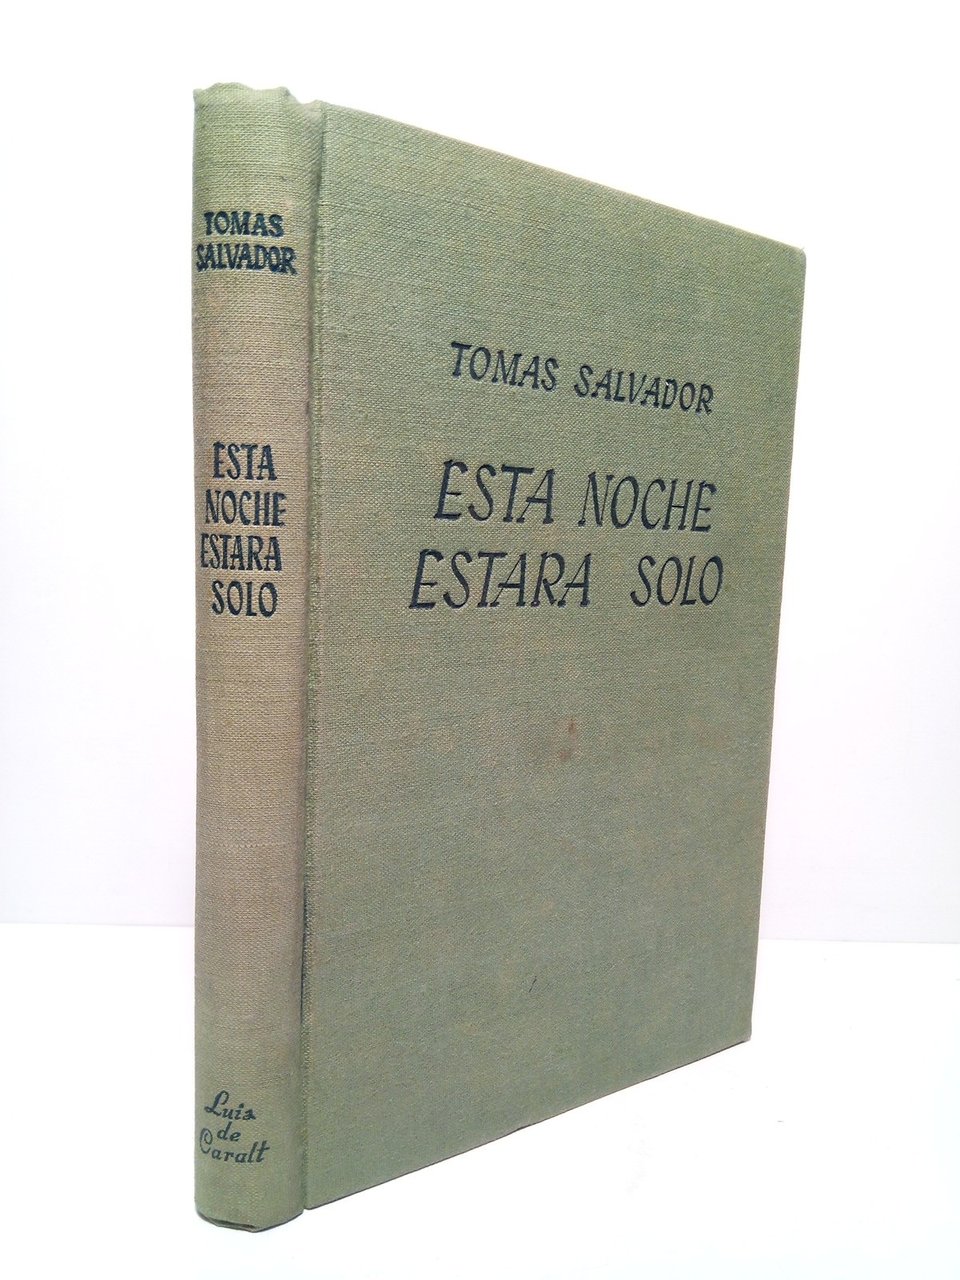 TOMAS
SALVADOR
ESTA
NOCHE
ESTARA
SOLO
Luis
de
Caralt
TOMAS SALVADOR
ESTA NOCHE
ESTARA SOLO